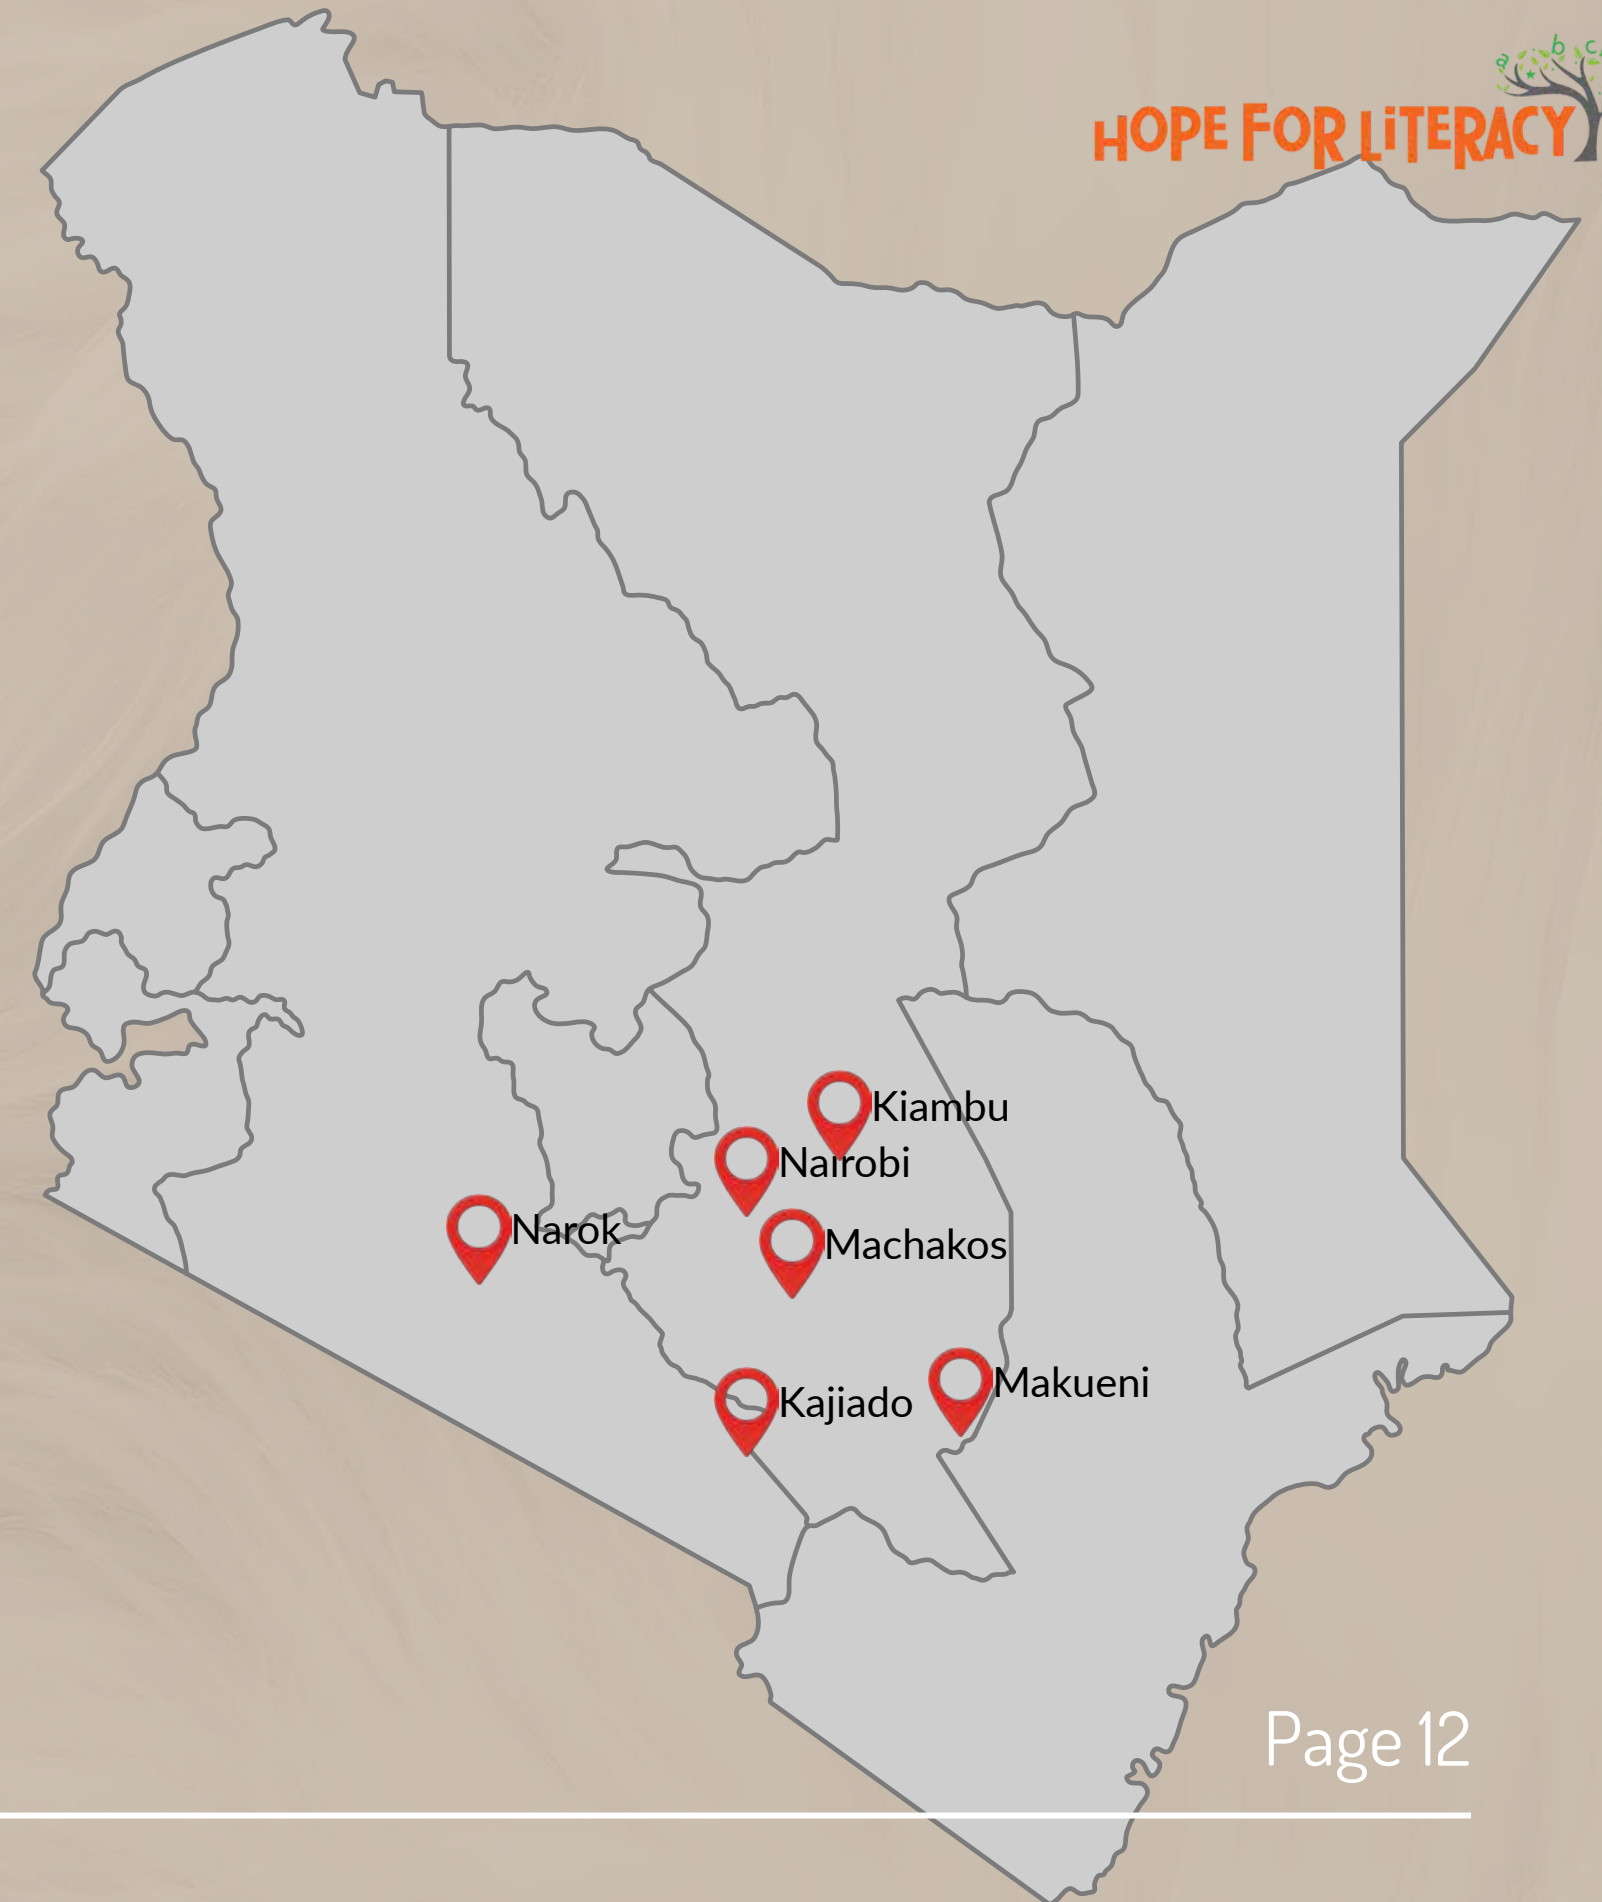 a b c
HOPE FOR LiTERACY
Kiambu
Nairobi
Narok
Machakos
Makueni
Kajiado
Page 12